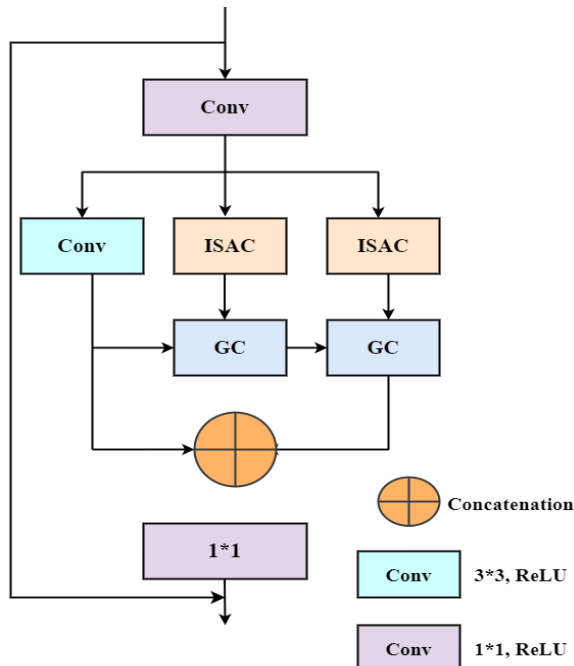 Conv
Conv ISAC ISAC
GC GC
Concatenation
1*1
Conv 3*3, ReLU
Conv 1*1, ReLU